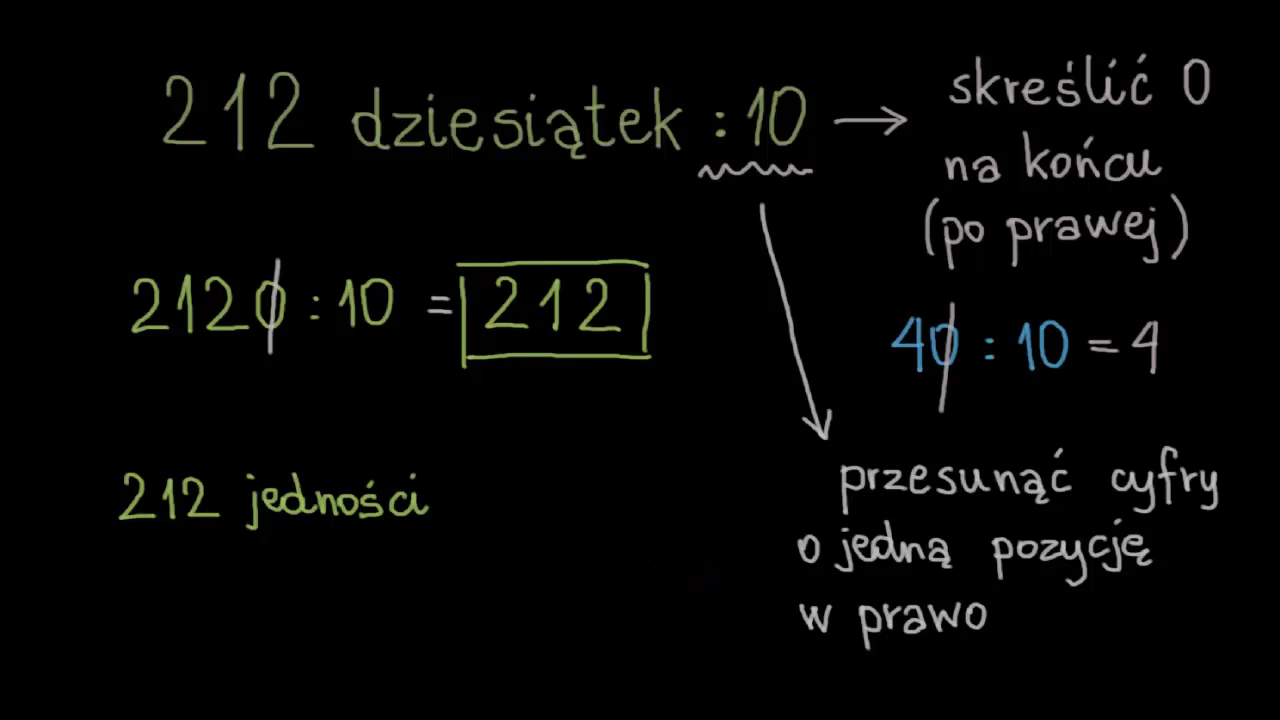 212 dziesiątek : 10 → skreślić 0
na końcu
(po prawej)
2120 : 10 = 212
40 : 10 = 4
212 jedności
przesunąć cyfry
o jedną pozycję
w prawo